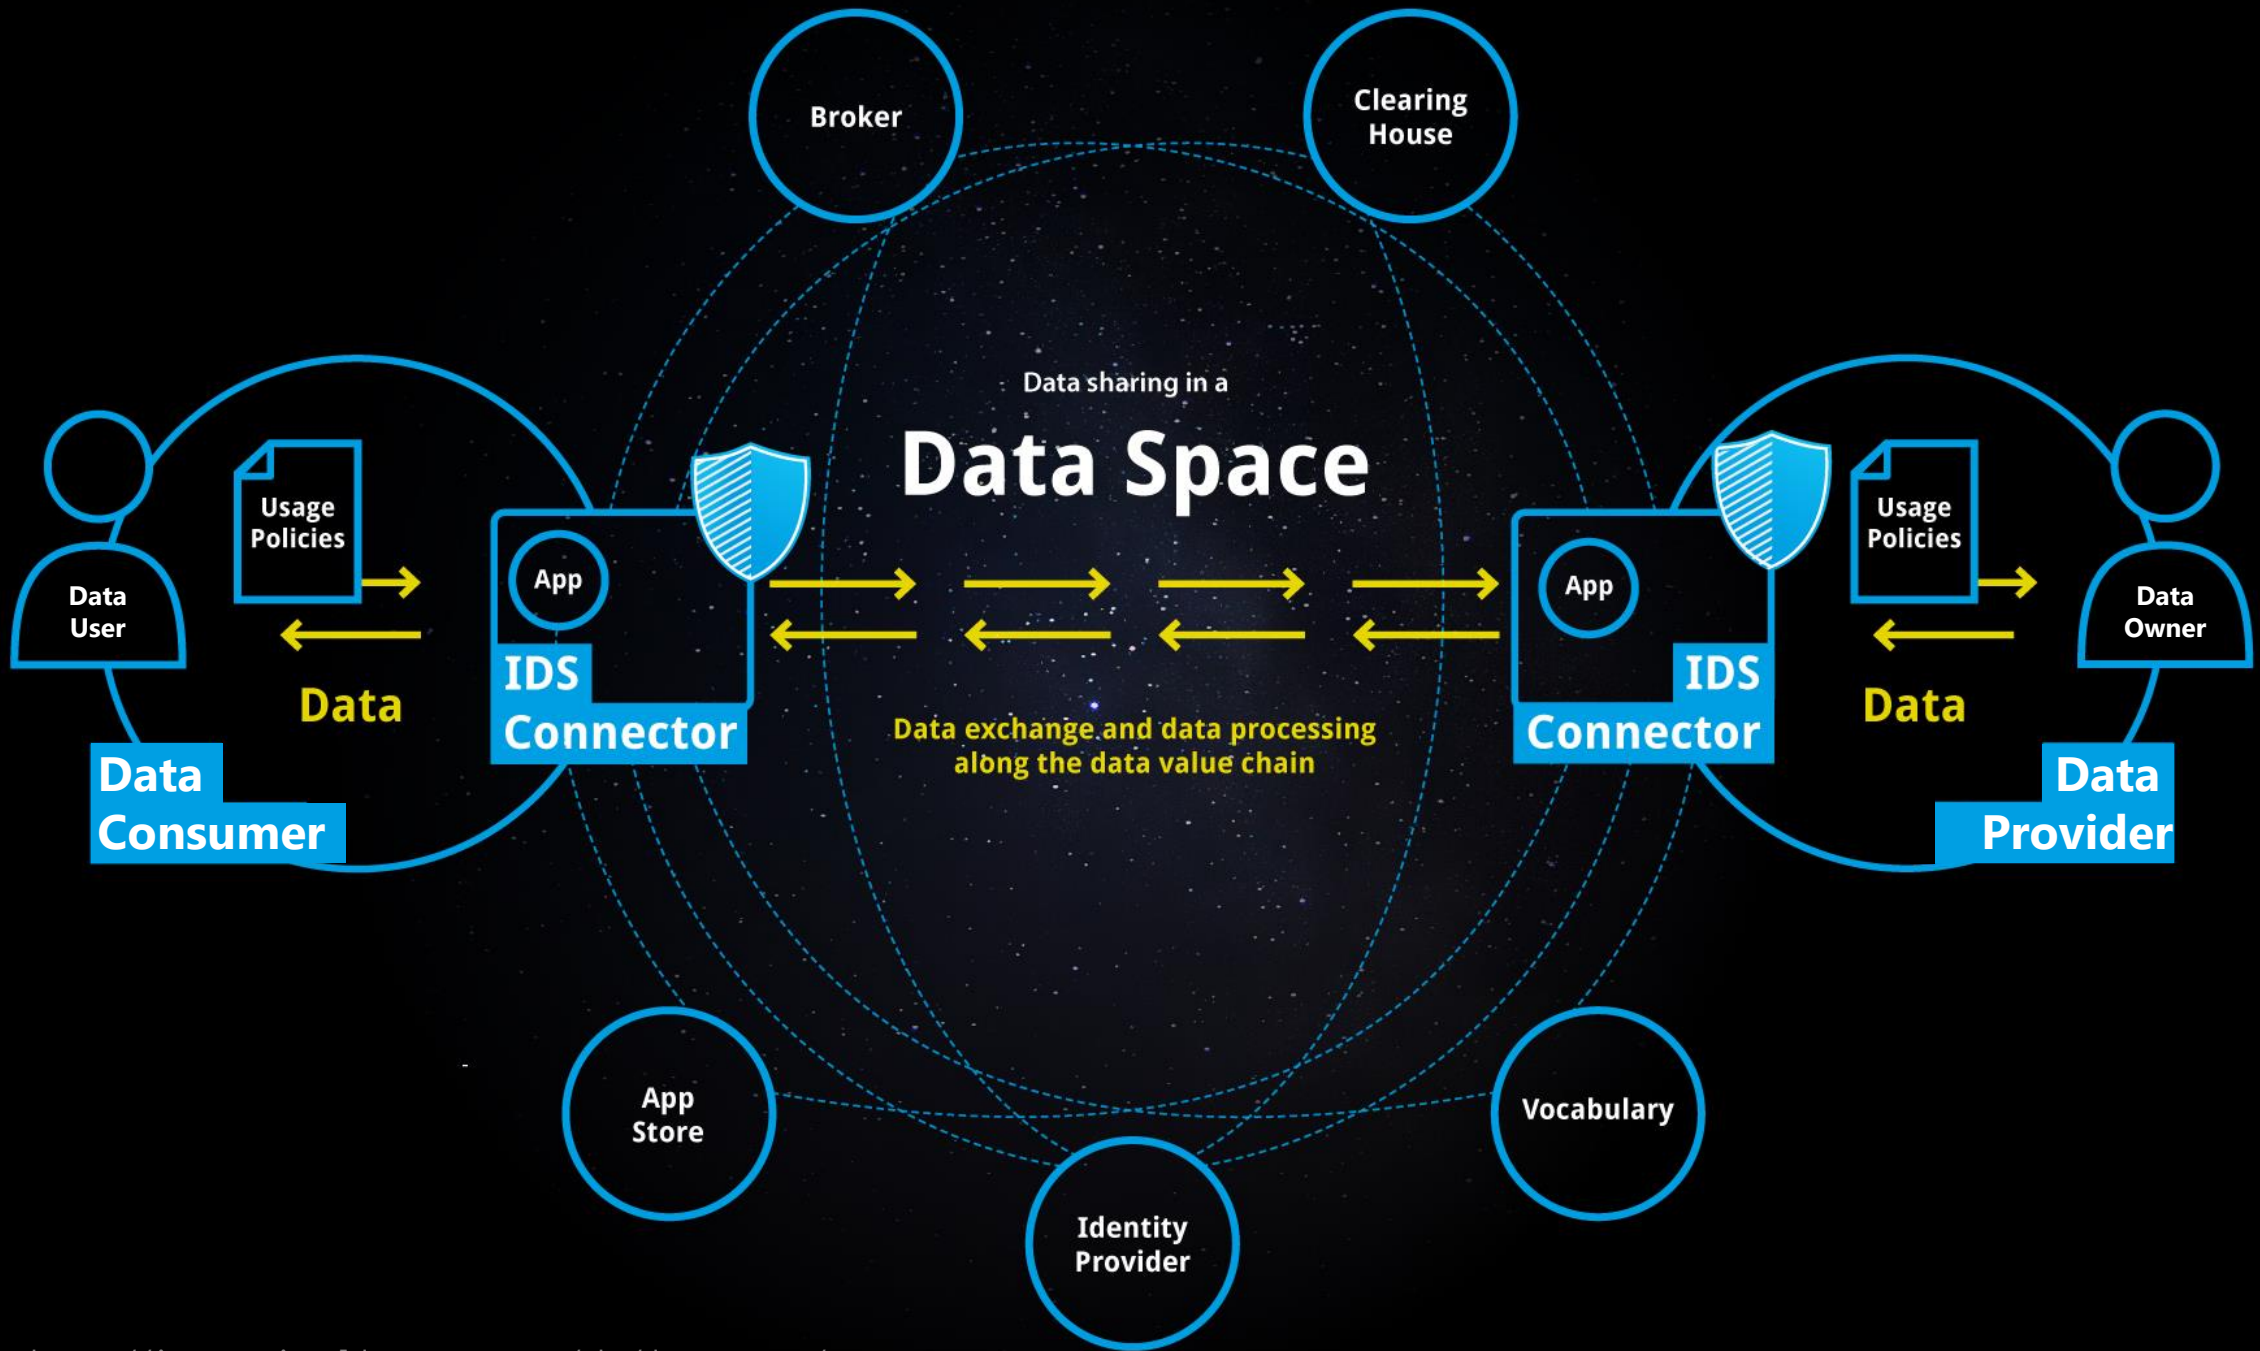 Broker
Clearing
House
Data sharing in a
Data Space
Usage
Policies
Data
User
App
IDS
Connector
Data
Data
Consumer
Data exchange and data processing
along the data value chain
App
IDS
Connector
Usage
Policies
Data
Owner
Data
Data
Provider
-
App
Store
Identity
Provider
Vocabulary